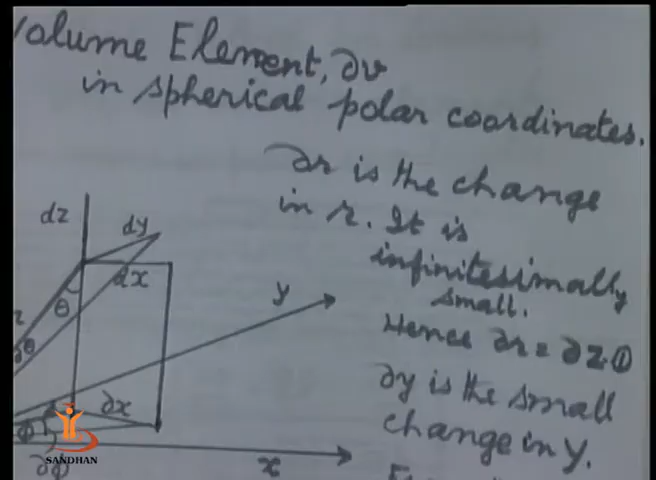 Volume Element, ∂v
in spherical polar coordinates.
∂r is the change
in r. It is
infinitesimally
small.
Hence ∂r = ∂z.①
∂y is the small
change in y.
dz
dy
dx
θ
r
∂θ
y
∂x
φ
∂φ
x
SANDHAN